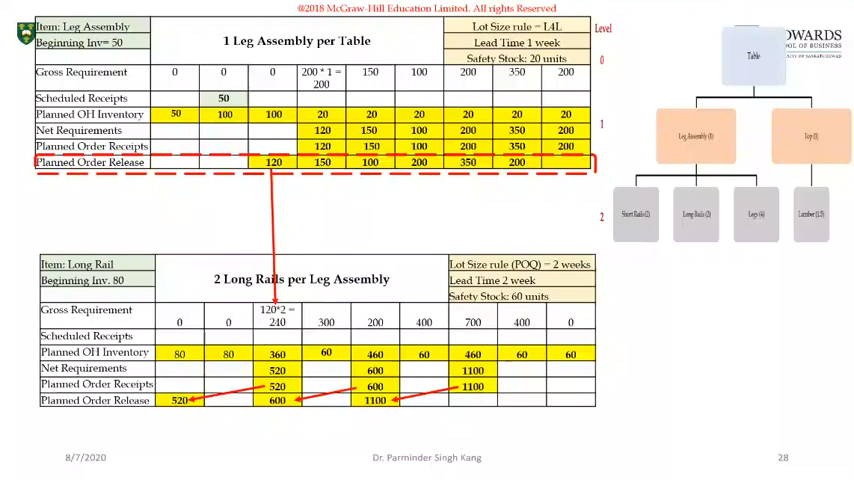 ©2018 McGraw-Hill Education Limited. All rights Reserved
Item: Leg Assembly
Beginning Inv= 50
1 Leg Assembly per Table
Lot Size rule = L4L
Lead Time 1 week
Safety Stock: 20 units
Gross Requirement 0 0 0 200 * 1 = 150 100 200 350 200
200
Scheduled Receipts 50
Planned OH Inventory 50 100 100 20 20 20 20 20 20
Net Requirements 120 150 100 200 350 200
Planned Order Receipts 120 150 100 200 350 200
Planned Order Release 120 150 100 200 350 200
Item: Long Rail
Beginning Inv. 80
2 Long Rails per Leg Assembly
Lot Size rule (POQ) = 2 weeks
Lead Time 2 week
Safety Stock: 60 units
Gross Requirement 120*2 =
0 0 240 300 200 400 700 400 0
Scheduled Receipts
Planned OH Inventory 80 80 360 60 460 60 460 60 60
Net Requirements 520 600 1100
Planned Order Receipts 520 600 1100
Planned Order Release 520 600 1100
Level
0
1
2
Table
Leg Assembly (1)
Top (1)
Short Rails (2)
Long Rails (2)
Legs (4)
Lumber (1.5)
DWARDS
OOL OF BUSINESS
8/7/2020
Dr. Parminder Singh Kang
28